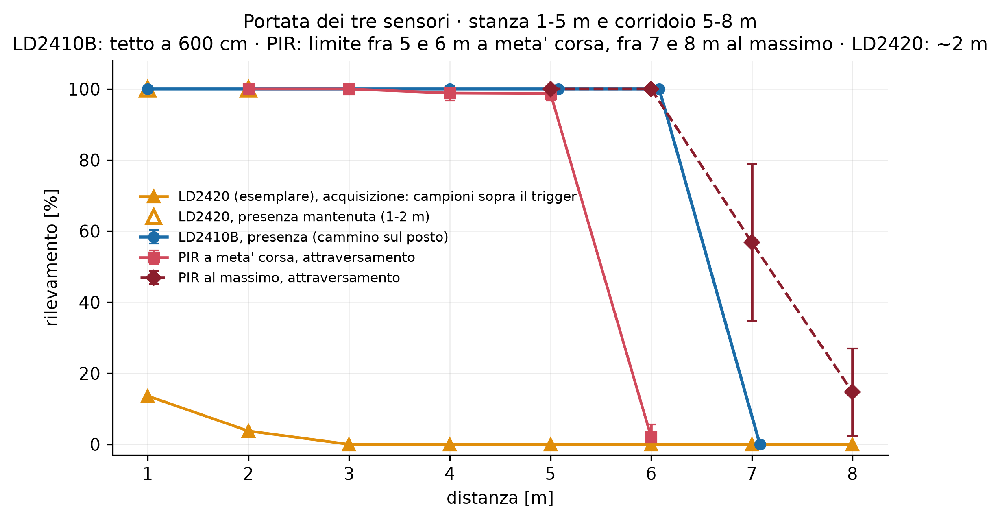 Portata dei tre sensori · stanza 1-5 m e corridoio 5-8 m
LD2410B: tetto a 600 cm · PIR: limite fra 5 e 6 m a meta' corsa, fra 7 e 8 m al massimo · LD2420: ~2 m
rilevamento [%]
100
80
60
40
20
0
LD2420 (esemplare), acquisizione: campioni sopra il trigger
LD2420, presenza mantenuta (1-2 m)
LD2410B, presenza (cammino sul posto)
PIR a meta' corsa, attraversamento
PIR al massimo, attraversamento
1 2 3 4 5 6 7 8
distanza [m]